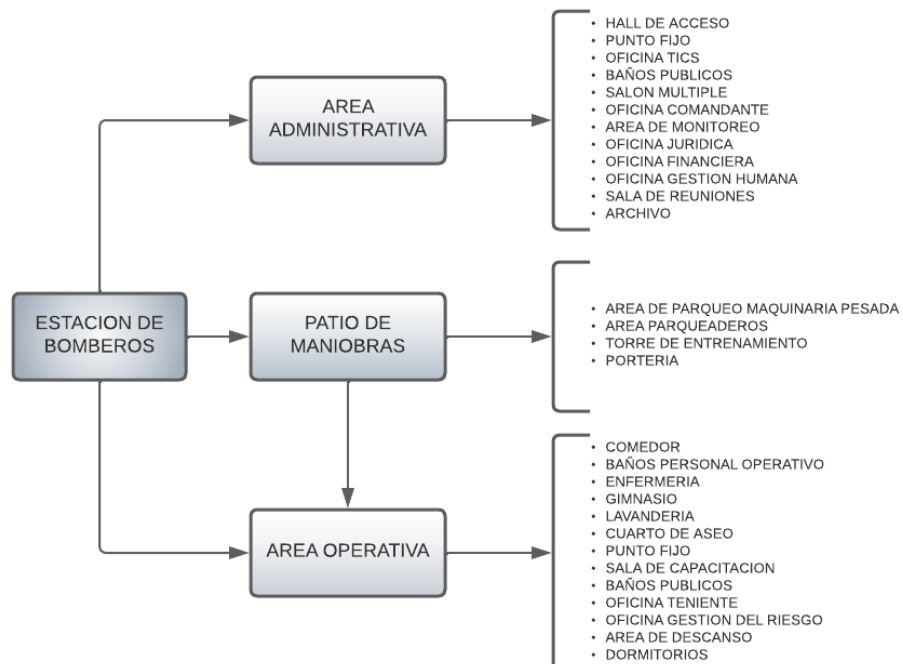 ESTACION DE
BOMBEROS
AREA
ADMINISTRATIVA
• HALL DE ACCESO
• PUNTO FIJO
• OFICINA TICS
• BAÑOS PUBLICOS
• SALON MULTIPLE
• OFICINA COMANDANTE
• AREA DE MONITOREO
• OFICINA JURIDICA
• OFICINA FINANCIERA
• OFICINA GESTION HUMANA
• SALA DE REUNIONES
• ARCHIVO
PATIO DE
MANIOBRAS
• AREA DE PARQUEO MAQUINARIA PESADA
• AREA PARQUEADEROS
• TORRE DE ENTRENAMIENTO
• PORTERIA
AREA OPERATIVA
• COMEDOR
• BAÑOS PERSONAL OPERATIVO
• ENFERMERIA
• GIMNASIO
• LAVANDERIA
• CUARTO DE ASEO
• PUNTO FIJO
• SALA DE CAPACITACION
• BAÑOS PUBLICOS
• OFICINA TENIENTE
• OFICINA GESTION DEL RIESGO
• AREA DE DESCANSO
• DORMITORIOS